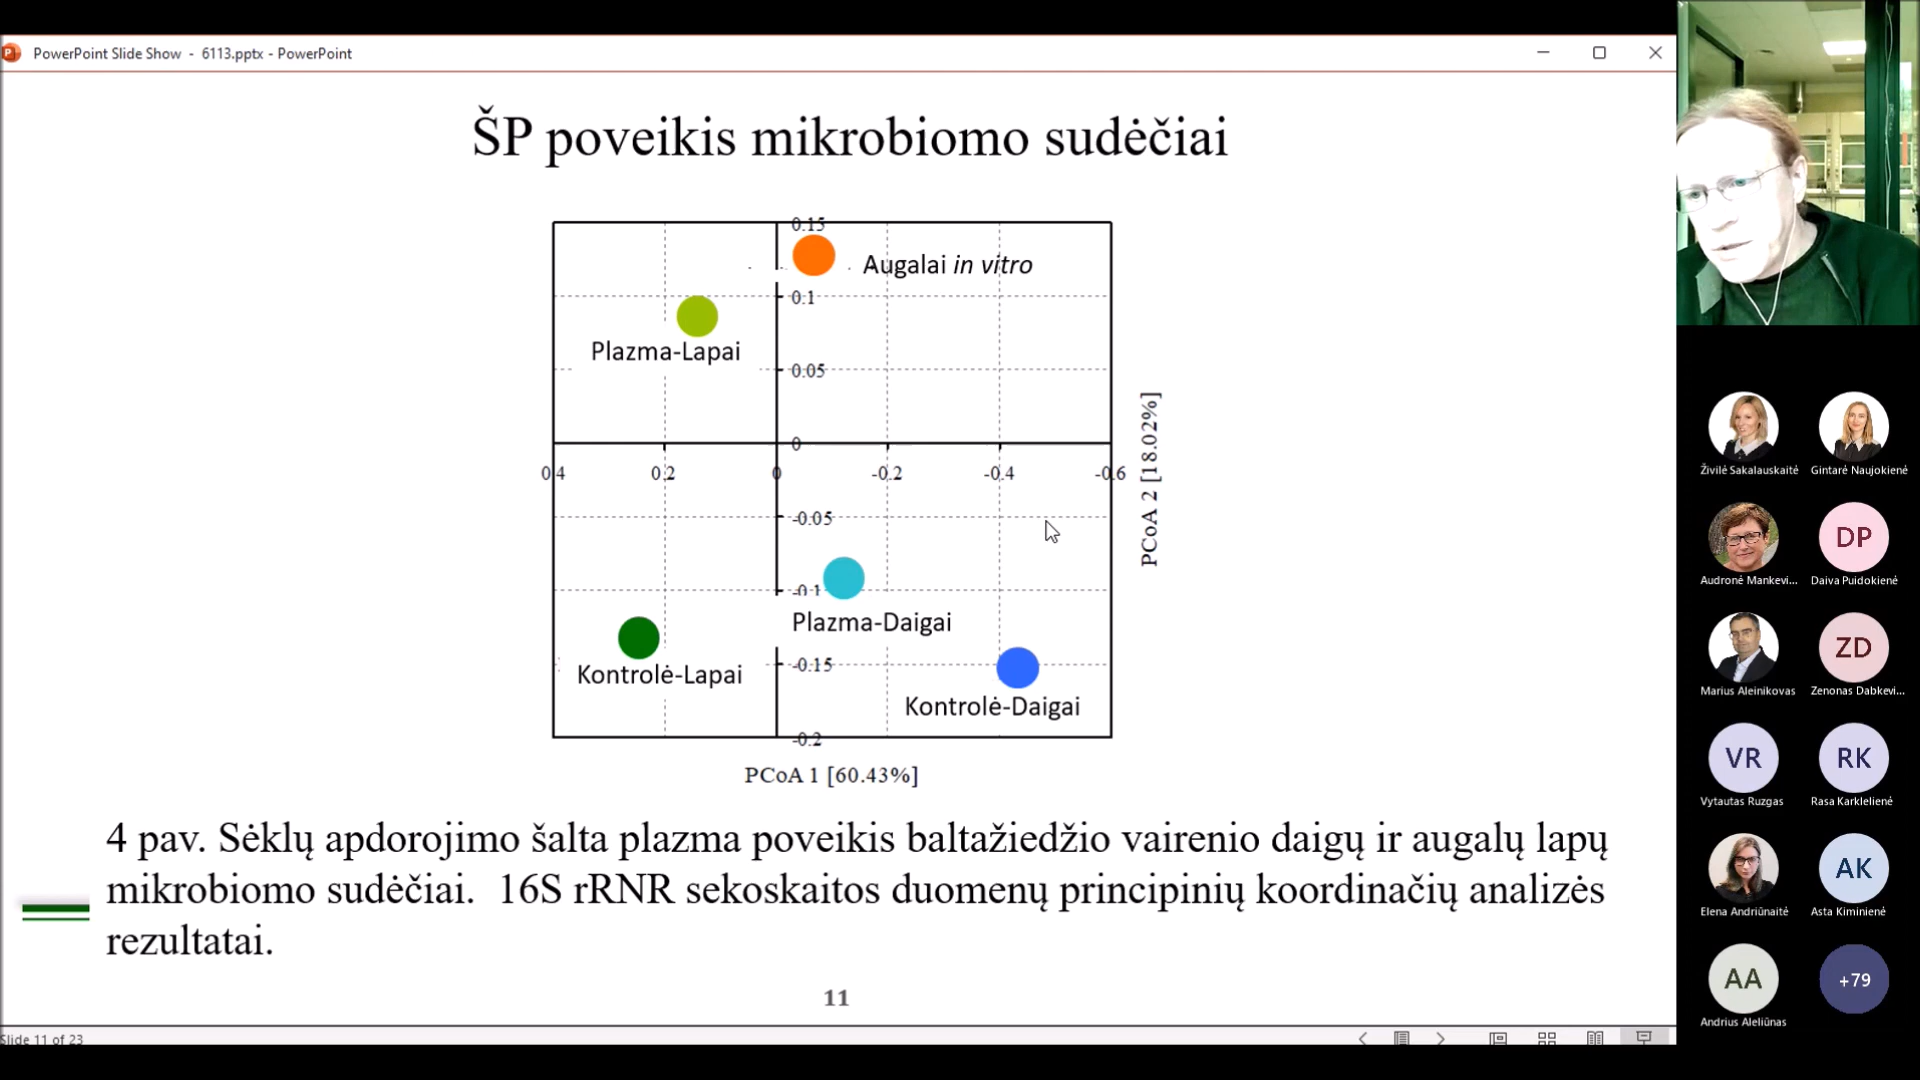 PowerPoint Slide Show - 6113.pptx - PowerPoint
ŠP poveikis mikrobiomo sudėčiai
0.15
Augalai in vitro
0.1
Plazma-Lapai
0.05
0
0.4 0.2 0 -0.2 -0.4 -0.6
PCoA 2 [18.02%]
-0.05
-0.1
Plazma-Daigai
Kontrolė-Lapai
-0.15
Kontrolė-Daigai
-0.2
PCoA 1 [60.43%]
4 pav. Sėklų apdorojimo šalta plazma poveikis baltažiedžio vairenio daigų ir augalų lapų
mikrobiomo sudėčiai. 16S rRNR sekoskaitos duomenų principinių koordinačių analizės
rezultatai.
11
Slide 11 of 23
Živilė Sakalauskaitė
Gintarė Naujokienė
Audronė Mankevi...
DP
Daiva Puidokienė
Marius Aleinikovas
ZD
Zenonas Dabkevi...
VR
Vytautas Ruzgas
RK
Rasa Karklelienė
Elena Andriūnaitė
AK
Asta Kiminienė
AA
Andrius Aleliūnas
+79